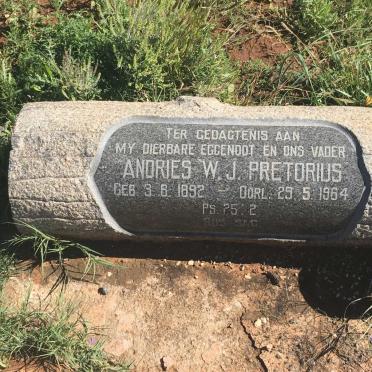 TER GEDAGTENIS AAN
MY DIERBARE EGGENOOT EN ONS VADER
ANDRIES W. J. PRETORIUS
GEB. 3. 8. 1892 — OORL. 29. 5. 1964
PS. 25. 2